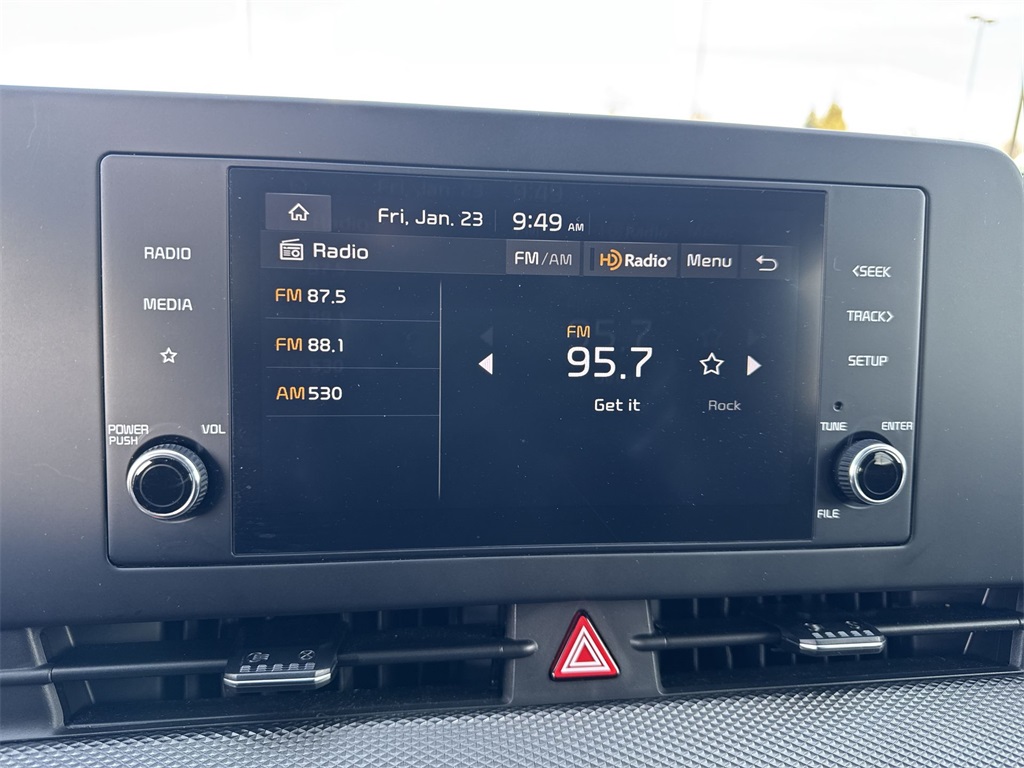 Fri, Jan. 23 9:49 AM
Radio FM/AM HD Radio Menu
RADIO
MEDIA
POWER PUSH VOL
FM 87.5
FM 88.1
AM 530
FM
95.7
Get it Rock
<SEEK
TRACK>
SETUP
TUNE ENTER
FILE